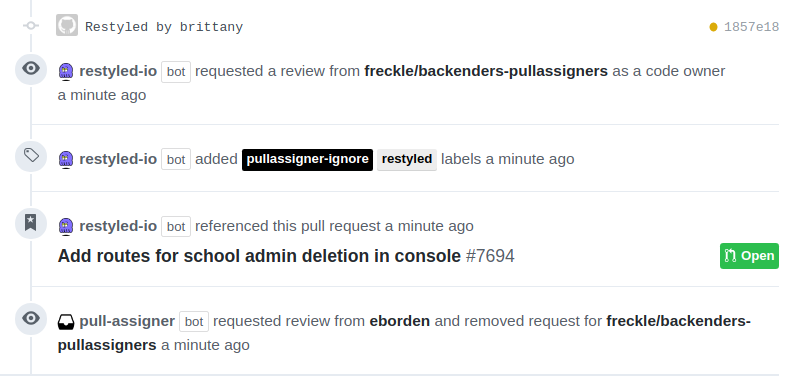 Restyled by brittany 1857e18
restyled-io bot requested a review from freckle/backenders-pullassigners as a code owner
a minute ago
restyled-io bot added pullassigner-ignore restyled labels a minute ago
restyled-io bot referenced this pull request a minute ago
Add routes for school admin deletion in console #7694 Open
pull-assigner bot requested review from eborden and removed request for freckle/backenders-
pullassigners a minute ago